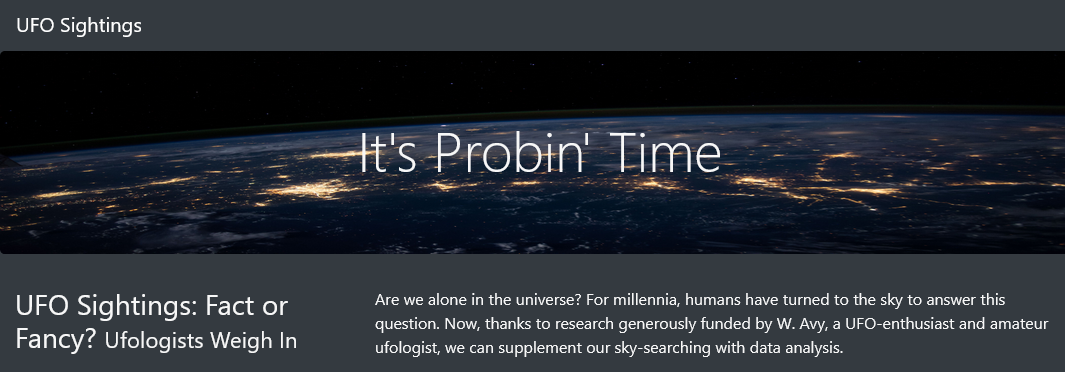 UFO Sightings
It's Probin' Time
UFO Sightings: Fact or
Fancy? Ufologists Weigh In
Are we alone in the universe? For millennia, humans have turned to the sky to answer this
question. Now, thanks to research generously funded by W. Avy, a UFO-enthusiast and amateur
ufologist, we can supplement our sky-searching with data analysis.